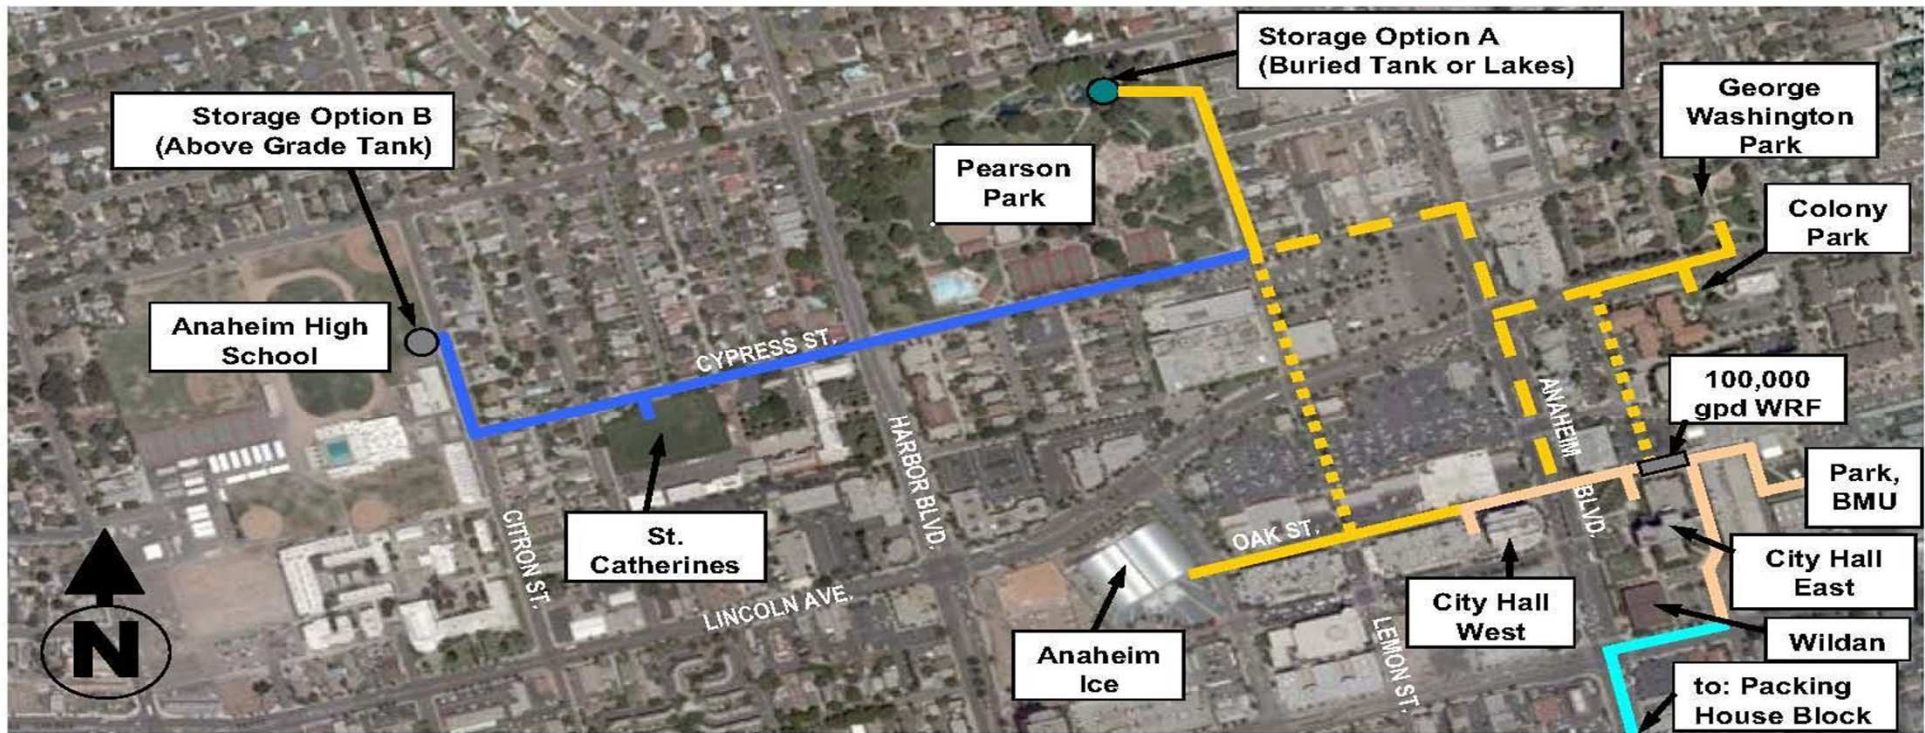 Storage Option A
(Buried Tank or Lakes)
George
Washington
Park
Storage Option B
(Above Grade Tank)
Pearson
Park
Colony
Park
Anaheim High
School
CYPRESS ST.
100,000
gpd WRF
ANAHEIM
BLVD.
HARBOR BLVD.
Park,
BMU
CITRON ST.
St.
Catherines
OAK ST.
City Hall
East
LINCOLN AVE.
City Hall
West
LEMON ST.
Wildan
Anaheim
Ice
N
to: Packing
House Block